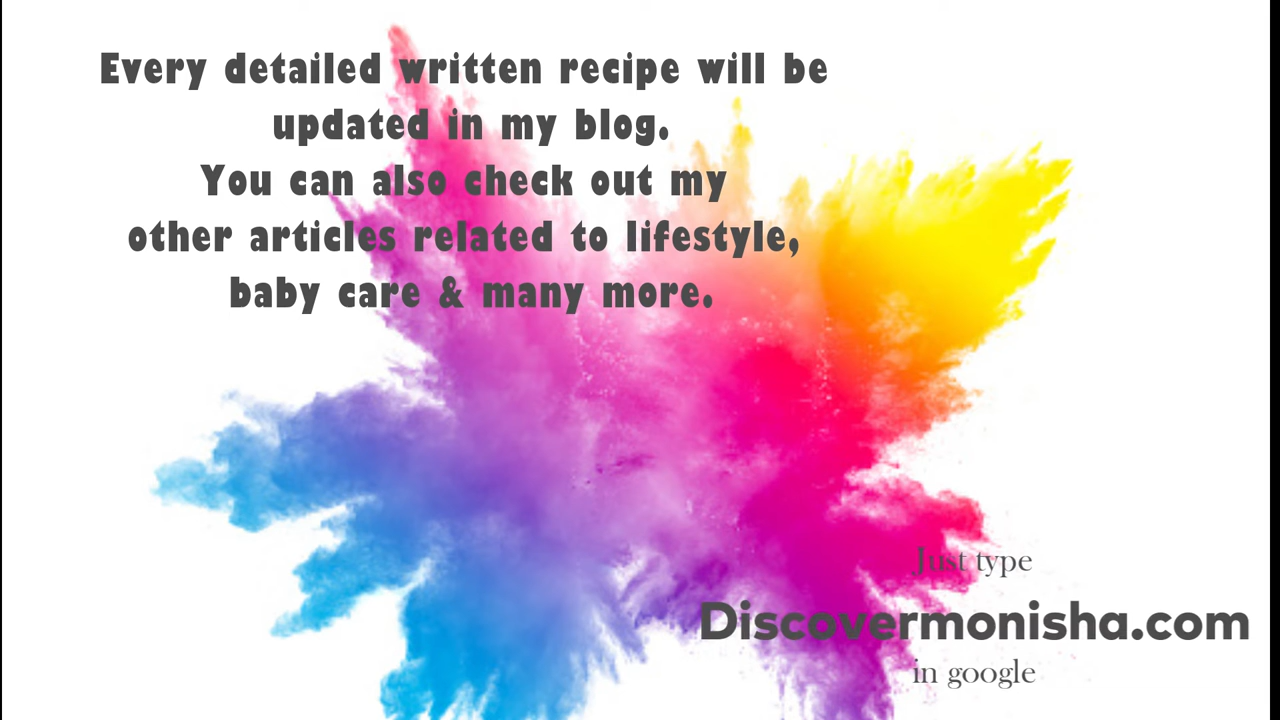 Every detailed written recipe will be
updated in my blog.
You can also check out my
other articles related to lifestyle,
baby care & many more.
Just type
Discovermonisha.com
in google